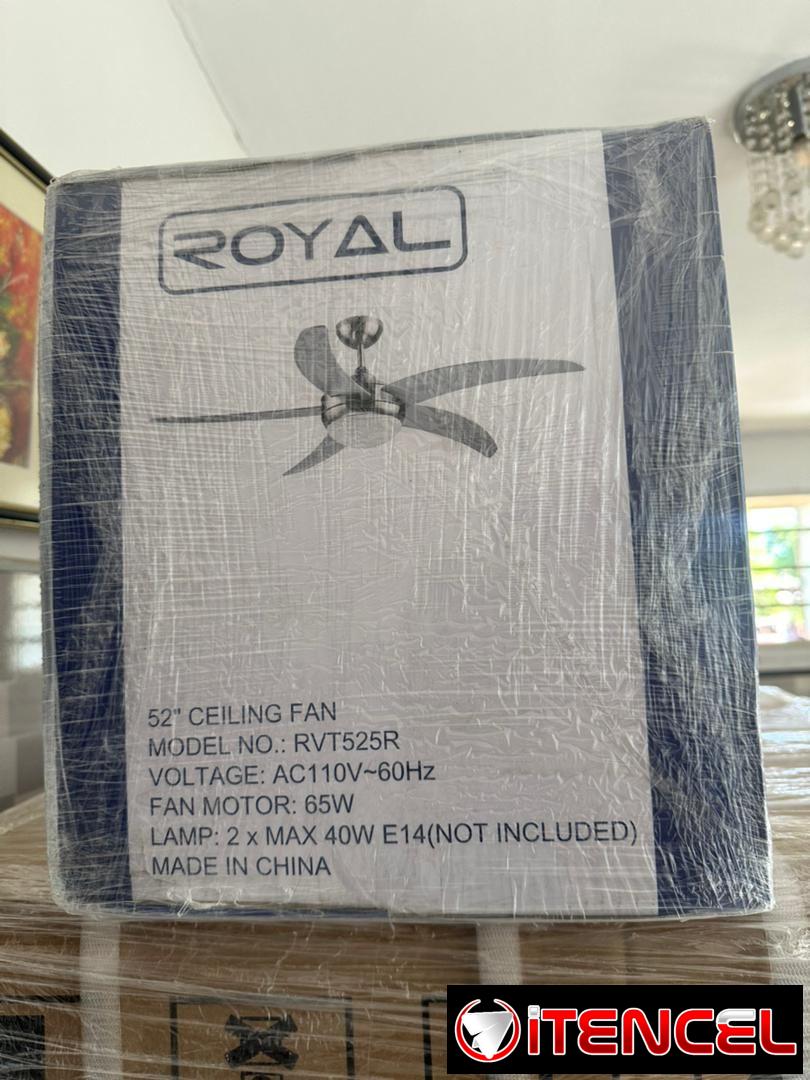 ROYAL
52" CEILING FAN
MODEL NO.: RVT525R
VOLTAGE: AC110V~60Hz
FAN MOTOR: 65W
LAMP: 2 x MAX 40W E14(NOT INCLUDED)
MADE IN CHINA
iTENCEL